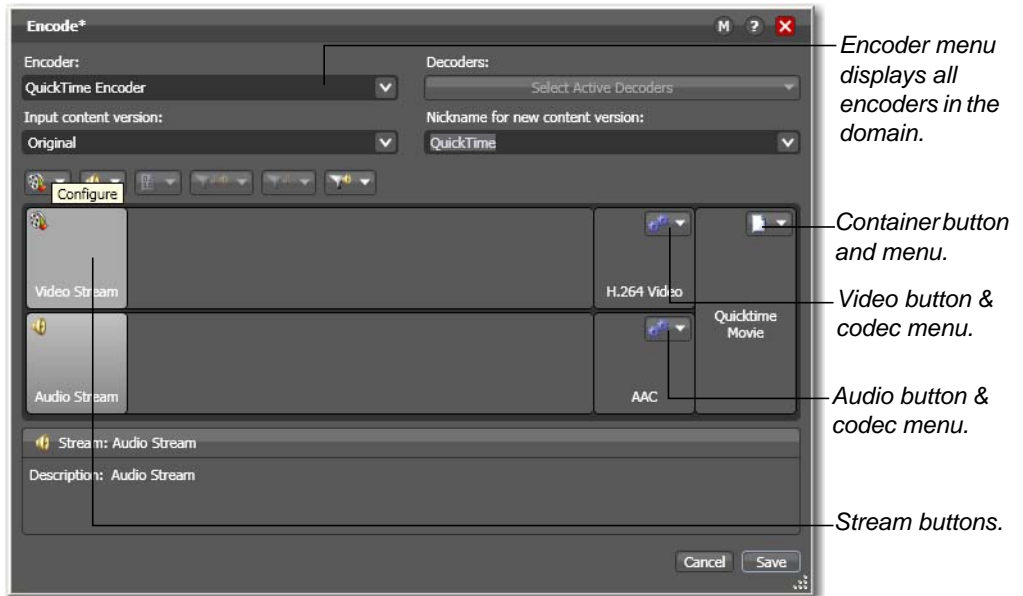 Encode*
M ?
Encoder:
Decoders:
QuickTime Encoder
Select Active Decoders
Input content version:
Nickname for new content version:
Original
QuickTime
Configure
Video Stream
H.264 Video
Audio Stream
AAC
Quicktime
Movie
Stream: Audio Stream
Description: Audio Stream
Cancel
Save
Encoder menu
displays all
encoders in the
domain.
Container button
and menu.
Video button &
codec menu.
Audio button &
codec menu.
Stream buttons.